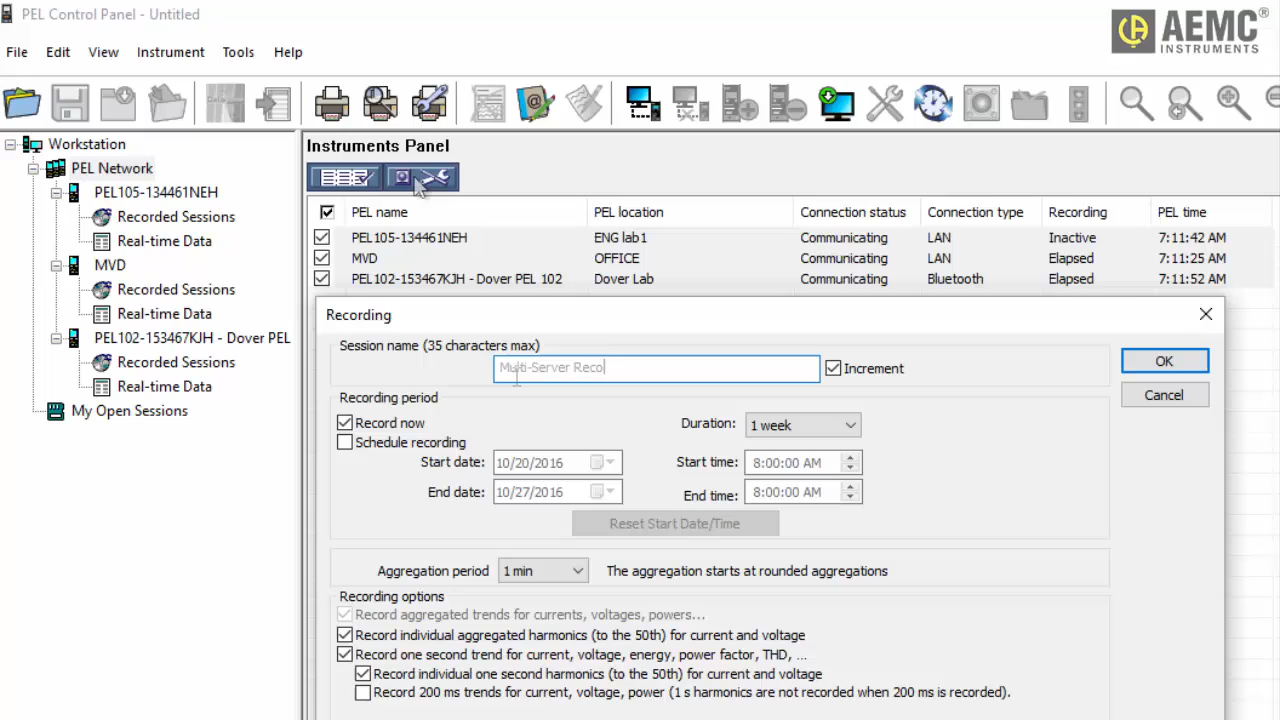 PEL Control Panel - Untitled
AEMC®
INSTRUMENTS
File Edit View Instrument Tools Help
Workstation
PEL Network
PEL105-134461NEH
Recorded Sessions
Real-time Data
MVD
Recorded Sessions
Real-time Data
PEL102-153467KJH - Dover PEL
Recorded Sessions
Real-time Data
My Open Sessions
Instruments Panel
PEL name PEL location Connection status Connection type Recording PEL time
PEL105-134461NEH ENG lab1 Communicating LAN Inactive 7:11:42 AM
MVD OFFICE Communicating LAN Elapsed 7:11:25 AM
PEL102-153467KJH - Dover PEL 102 Dover Lab Communicating Bluetooth Elapsed 7:11:52 AM
Recording
Session name (35 characters max)
Multi-Server Reco Increment
OK
Cancel
Recording period
Record now Duration: 1 week
Schedule recording
Start date: 10/20/2016 Start time: 8:00:00 AM
End date: 10/27/2016 End time: 8:00:00 AM
Reset Start Date/Time
Aggregation period 1 min The aggregation starts at rounded aggregations
Recording options
Record aggregated trends for currents, voltages, powers...
Record individual aggregated harmonics (to the 50th) for current and voltage
Record one second trend for current, voltage, energy, power factor, THD, ...
Record individual one second harmonics (to the 50th) for current and voltage
Record 200 ms trends for current, voltage, power (1 s harmonics are not recorded when 200 ms is recorded).